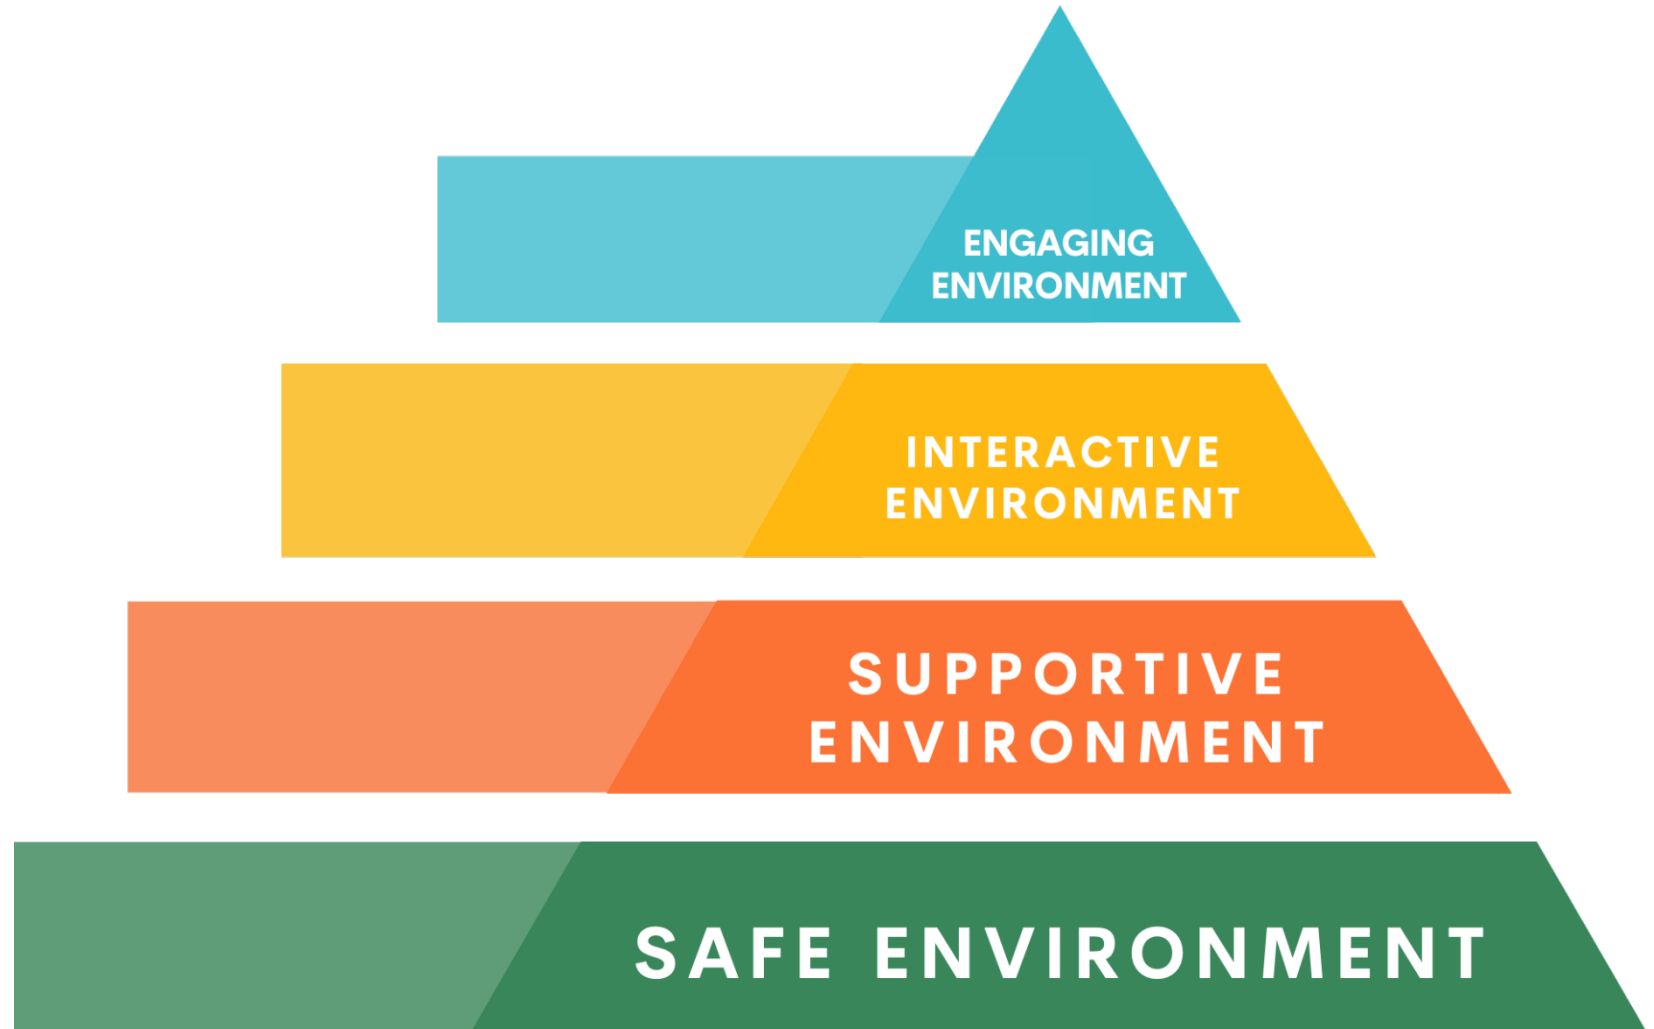 ENGAGING
ENVIRONMENT
INTERACTIVE
ENVIRONMENT
SUPPORTIVE
ENVIRONMENT
SAFE ENVIRONMENT